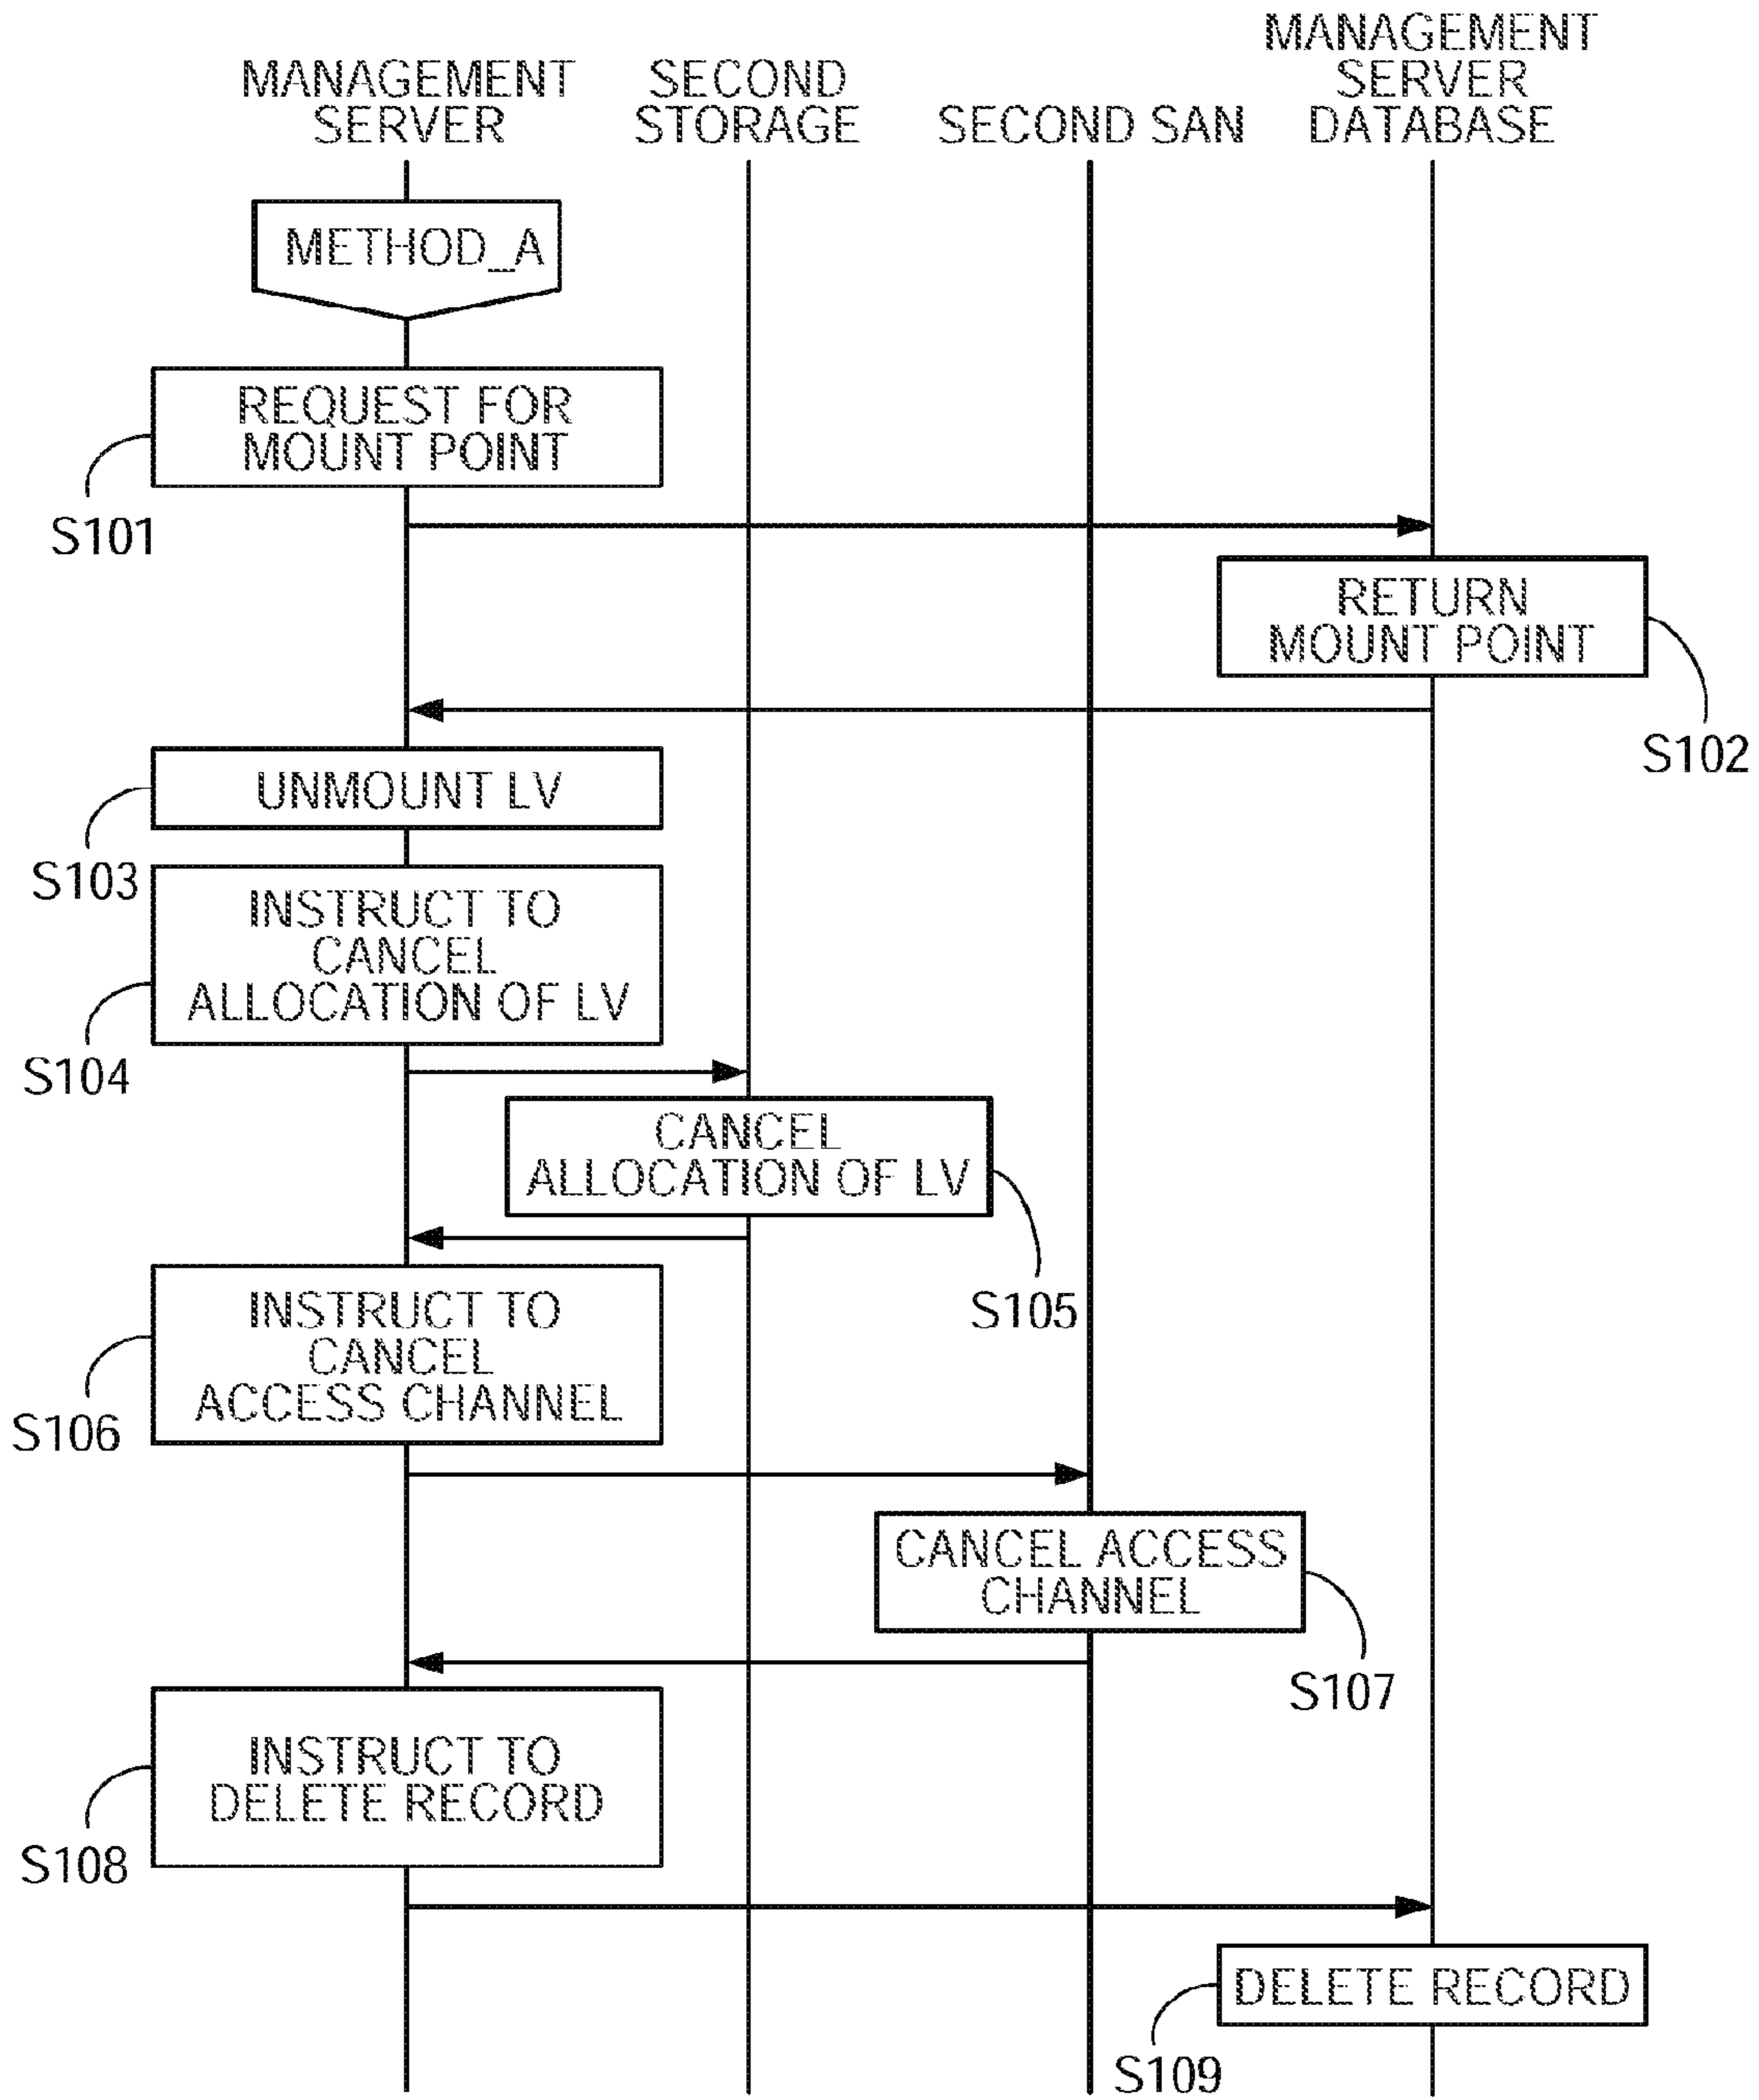 MANAGEMENT
SERVER
SECOND
STORAGE
SECOND SAN
MANAGEMENT
SERVER
DATABASE
METHOD_A
REQUEST FOR
MOUNT POINT
S101
RETURN
MOUNT POINT
S102
UNMOUNT LV
S103
INSTRUCT TO
CANCEL
ALLOCATION OF LV
S104
CANCEL
ALLOCATION OF LV
S105
INSTRUCT TO
CANCEL
ACCESS CHANNEL
S106
CANCEL ACCESS
CHANNEL
S107
INSTRUCT TO
DELETE RECORD
S108
DELETE RECORD
S109